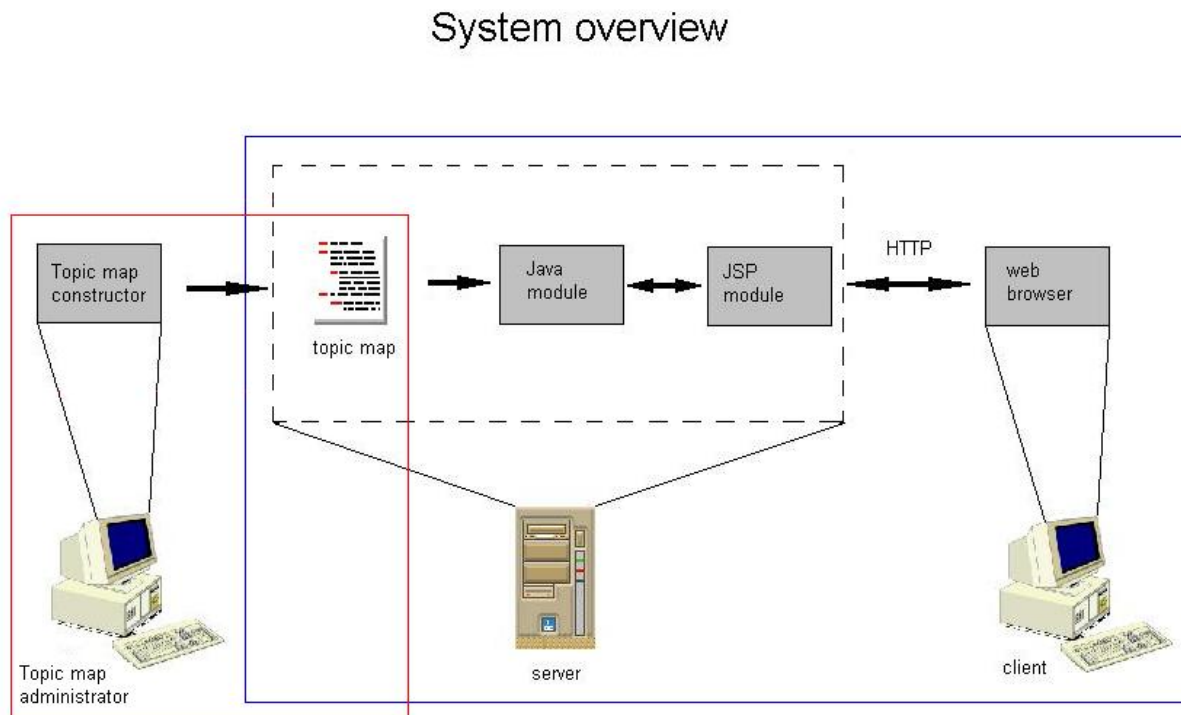 System overview
Topic map
constructor
topic map
Java
module
JSP
module
HTTP
web
browser
Topic map
administrator
server
client